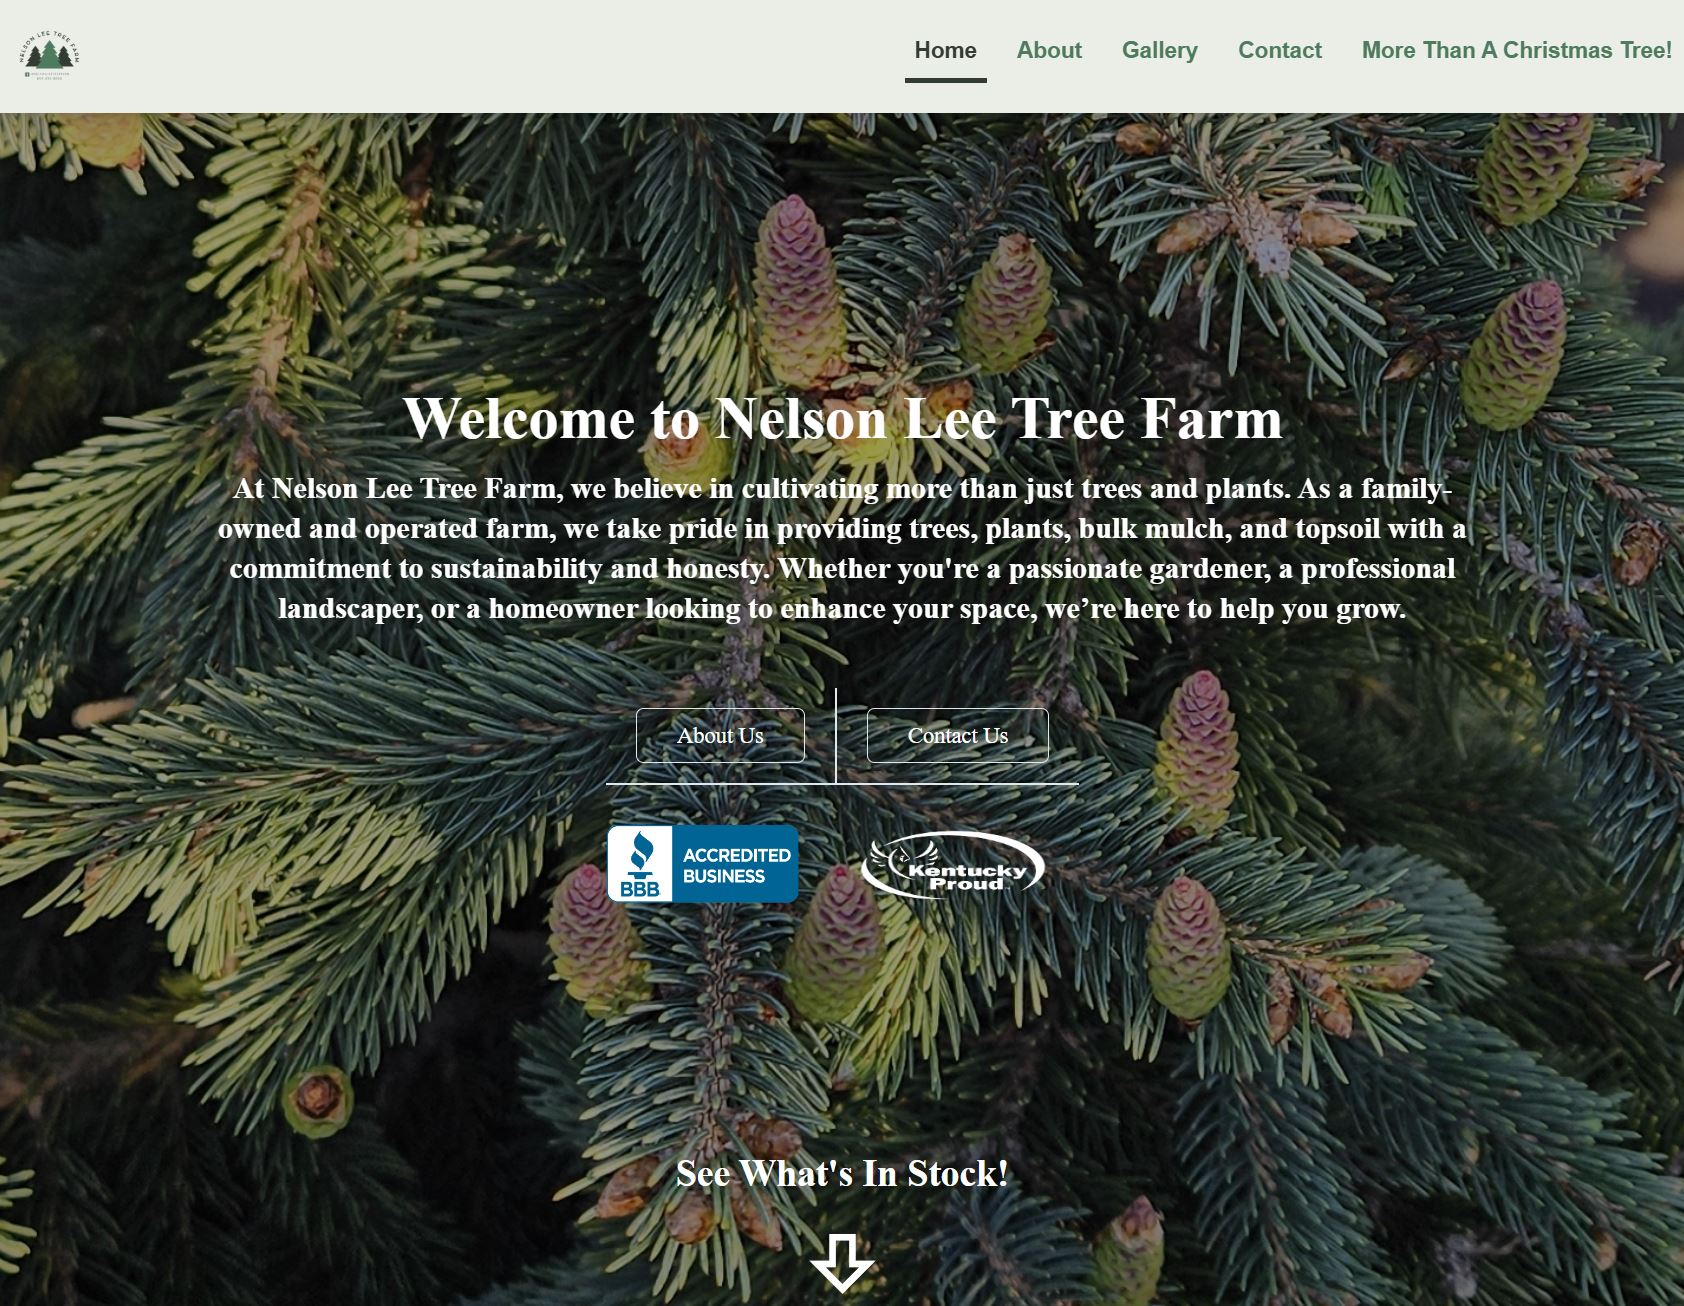 NELSON LEE TREE FARM
Home About Gallery Contact More Than A Christmas Tree!
Welcome to Nelson Lee Tree Farm
At Nelson Lee Tree Farm, we believe in cultivating more than just trees and plants. As a family-
owned and operated farm, we take pride in providing trees, plants, bulk mulch, and topsoil with a
commitment to sustainability and honesty. Whether you're a passionate gardener, a professional
landscaper, or a homeowner looking to enhance your space, we’re here to help you grow.
About Us Contact Us
BBB
ACCREDITED
BUSINESS
Kentucky
Proud
See What's In Stock!